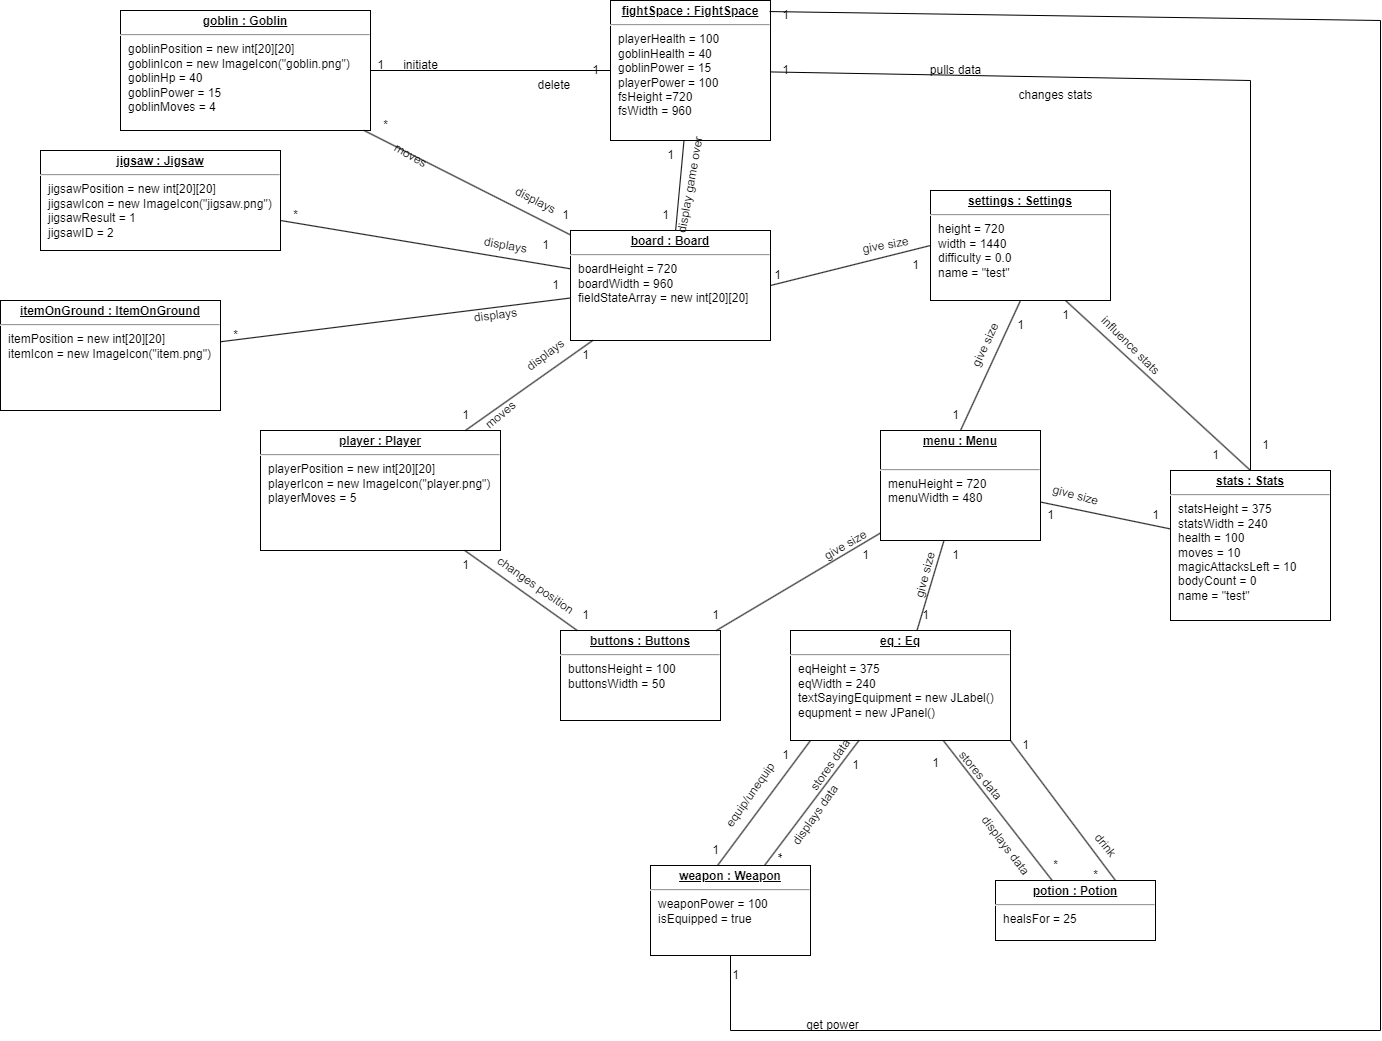 goblin : Goblin
goblinPosition = new int[20][20]
goblinIcon = new ImageIcon("goblin.png")
goblinHp = 40
goblinPower = 15
goblinMoves = 4
fightSpace : FightSpace
playerHealth = 100
goblinHealth = 40
goblinPower = 15
playerPower = 100
fsHeight =720
fsWidth = 960
1
1 initiate
1
delete
1
pulls data
changes stats
*
moves
displays
1
1
display game over
1
jigsaw : Jigsaw
jigsawPosition = new int[20][20]
jigsawIcon = new ImageIcon("jigsaw.png")
jigsawResult = 1
jigsawID = 2
*
displays
1
board : Board
boardHeight = 720
boardWidth = 960
fieldStateArray = new int[20][20]
1
give size
1
settings : Settings
height = 720
width = 1440
difficulty = 0.0
name = "test"
itemOnGround : ItemOnGround
itemPosition = new int[20][20]
itemIcon = new ImageIcon("item.png")
*
displays
1
displays
1
1
moves
1
give size
1
1
influence stats
1
1
player : Player
playerPosition = new int[20][20]
playerIcon = new ImageIcon("player.png")
playerMoves = 5
menu : Menu
menuHeight = 720
menuWidth = 480
give size
1
1
stats : Stats
statsHeight = 375
statsWidth = 240
health = 100
moves = 10
magicAttacksLeft = 10
bodyCount = 0
name = "test"
1
changes position
1
give size
1
1
give size
1
1
buttons : Buttons
buttonsHeight = 100
buttonsWidth = 50
eq : Eq
eqHeight = 375
eqWidth = 240
textSayingEquipment = new JLabel()
equpment = new JPanel()
1
equip/unequip
1
stores data
1
displays data
*
1
stores data
displays data
*
1
drink
*
weapon : Weapon
weaponPower = 100
isEquipped = true
potion : Potion
healsFor = 25
1
get power